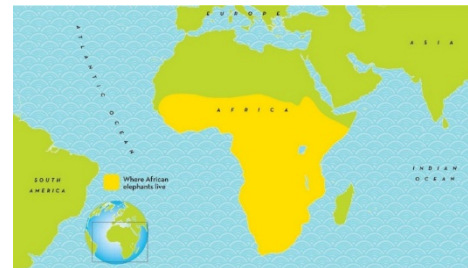 EUROPE
ASIA
ATLANTIC OCEAN
AFRICA
SOUTH
AMERICA
Where African
elephants live
INDIAN
OCEAN